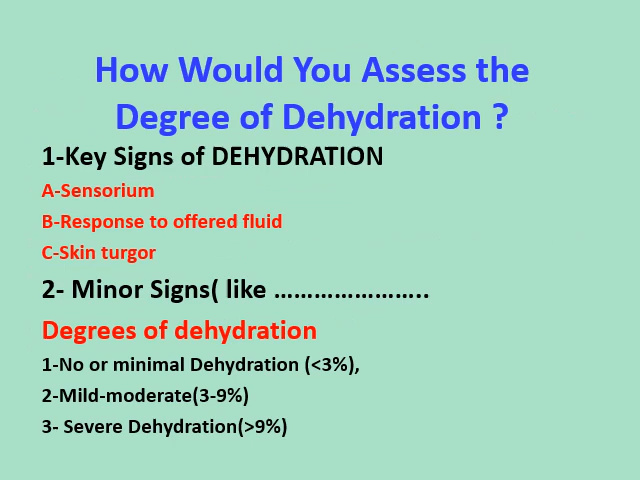 How Would You Assess the
Degree of Dehydration ?
1-Key Signs of DEHYDRATION
A-Sensorium
B-Response to offered fluid
C-Skin turgor
2- Minor Signs( like …………………..
Degrees of dehydration
1-No or minimal Dehydration (<3%),
2-Mild-moderate(3-9%)
3- Severe Dehydration(>9%)